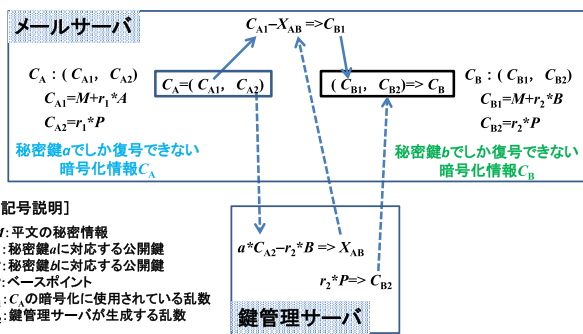 メールサーバ
C_A1−X_AB =>C_B1
C_A : ( C_A1, C_A2)
C_A1=M+r_1*A
C_A2=r_1*P
C_A=( C_A1, C_A2)
( C_B1, C_B2)=> C_B
C_B : ( C_B1, C_B2)
C_B1=M+r_2*B
C_B2=r_2*P
秘密鍵aでしか復号できない
暗号化情報C_A
秘密鍵bでしか復号できない
暗号化情報C_B
記号説明]
:平文の秘密情報
:秘密鍵aに対応する公開鍵
:秘密鍵bに対応する公開鍵
:ベースポイント
:C_Aの暗号化に使用されている乱数
:鍵管理サーバが生成する乱数
a*C_A2−r_2*B => X_AB
r_2*P=> C_B2
鍵管理サーバ